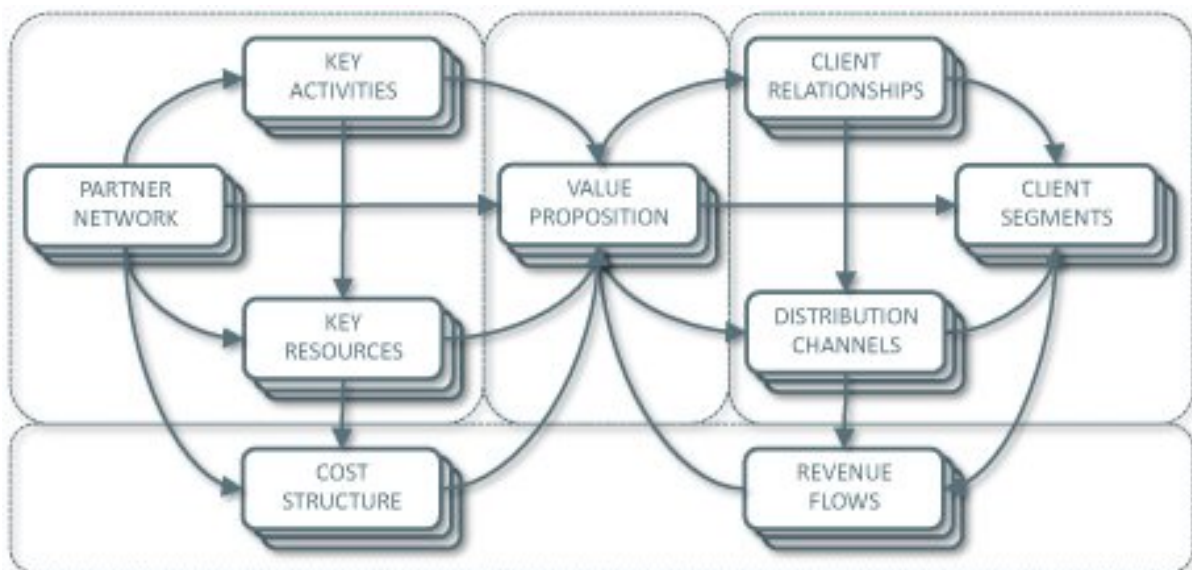 KEY
ACTIVITIES
CLIENT
RELATIONSHIPS
PARTNER
NETWORK
VALUE
PROPOSITION
CLIENT
SEGMENTS
KEY
RESOURCES
DISTRIBUTION
CHANNELS
COST
STRUCTURE
REVENUE
FLOWS